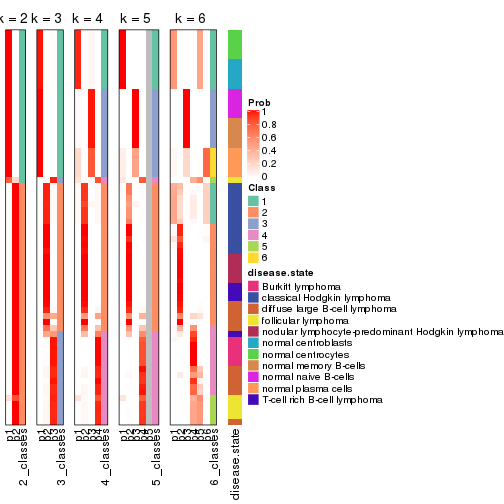 k = 2 k = 3 k = 4 k = 5 k = 6
Prob
1
0.8
0.6
0.4
0.2
0
Class
1
2
3
4
5
6
disease.state
Burkitt lymphoma
classical Hodgkin lymphoma
diffuse large B-cell lymphoma
follicular lymphoma
nodular lymphocyte-predominant Hodgkin lymphoma
normal centroblasts
normal centrocytes
normal memory B-cells
normal naive B-cells
normal plasma cells
T-cell rich B-cell lymphoma
p1 p2 2_classes p1 p2 p3 3_classes p1 p2 p3 p4 4_classes p1 p2 p3 p4 p5 5_classes p1 p2 p3 p4 p5 p6 6_classes disease.state